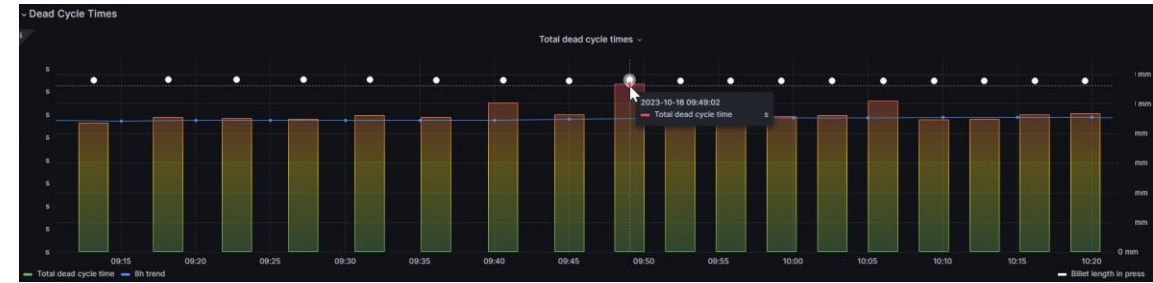 Dead Cycle Times
i
Total dead cycle times
s
s
s
s
s
s
s
s
s
mm
mm
mm
mm
mm
mm
0 mm
2023-10-16 09:49:02
Total dead cycle time s
09:15 09:20 09:25 09:30 09:35 09:40 09:45 09:50 09:55 10:00 10:05 10:10 10:15 10:20
Total dead cycle time 8h trend
Billet length in press